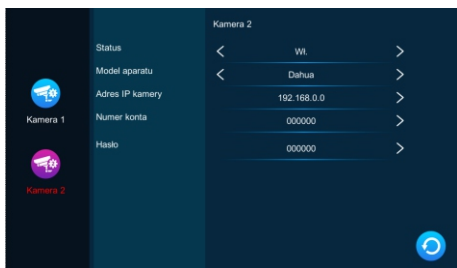 Kamera 2
Status
Wł.
Model aparatu
Dahua
Adres IP kamery
192.168.0.0
Numer konta
000000
Hasło
000000
Kamera 1
Kamera 2